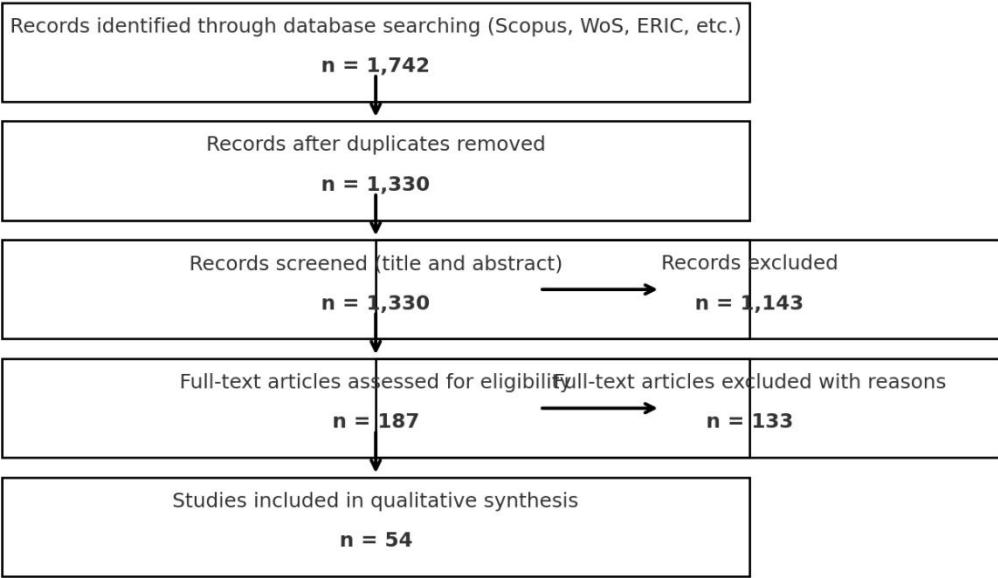 Records identified through database searching (Scopus, WoS, ERIC, etc.)
n = 1,742
Records after duplicates removed
n = 1,330
Records screened (title and abstract)
n = 1,330
Records excluded
n = 1,143
Full-text articles assessed for eligibility
n = 187
Full-text articles excluded with reasons
n = 133
Studies included in qualitative synthesis
n = 54